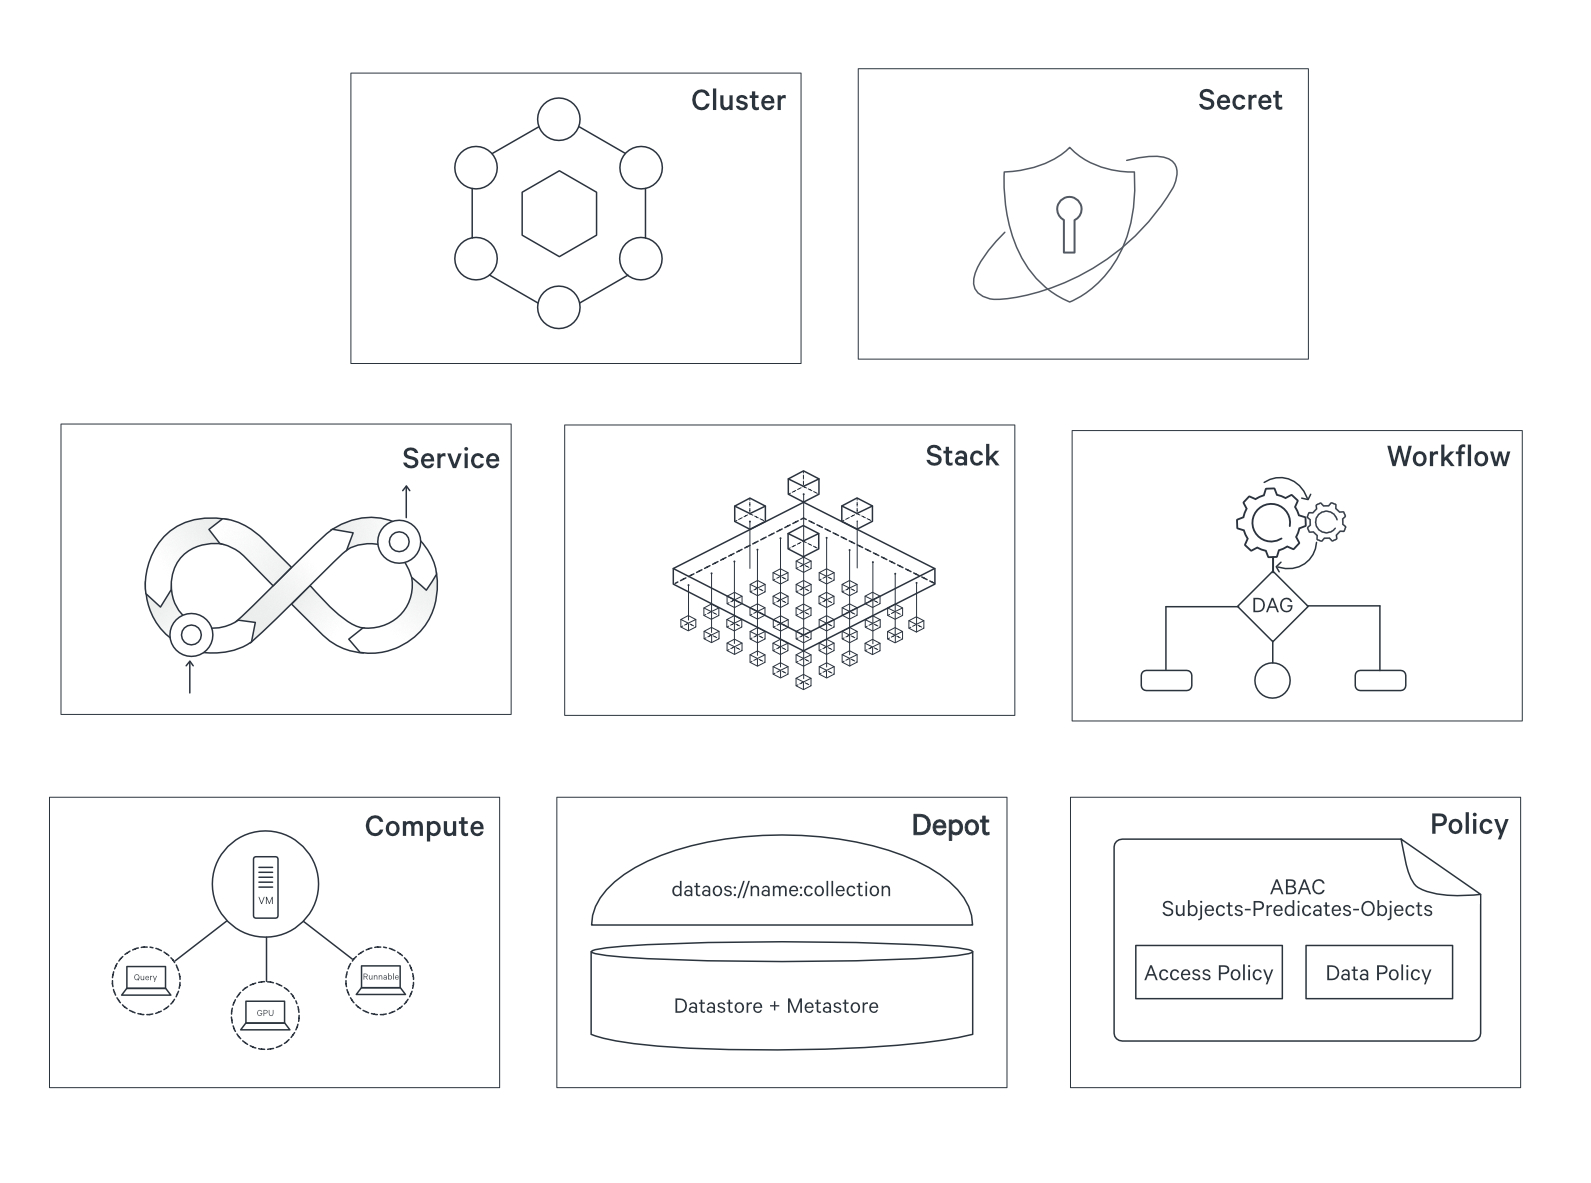 Cluster
Secret
Service
Stack
Workflow
DAG
Compute
VM
Query
GPU
Runnable
Depot
dataos://name:collection
Datastore + Metastore
Policy
ABAC
Subjects-Predicates-Objects
Access Policy
Data Policy